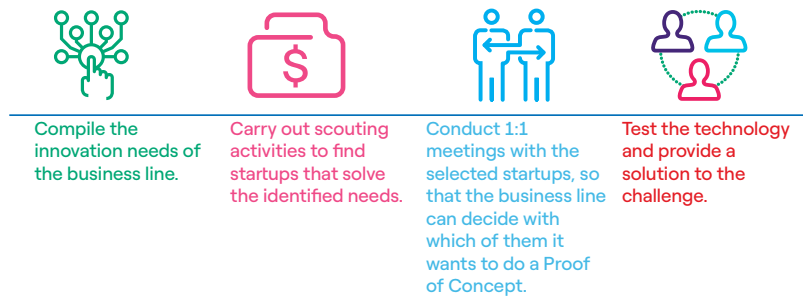 Compile the
innovation needs of
the business line.
Carry out scouting
activities to find
startups that solve
the identified needs.
Conduct 1:1
meetings with the
selected startups, so
that the business line
can decide with
which of them it
wants to do a Proof
of Concept.
Test the technology
and provide a
solution to the
challenge.